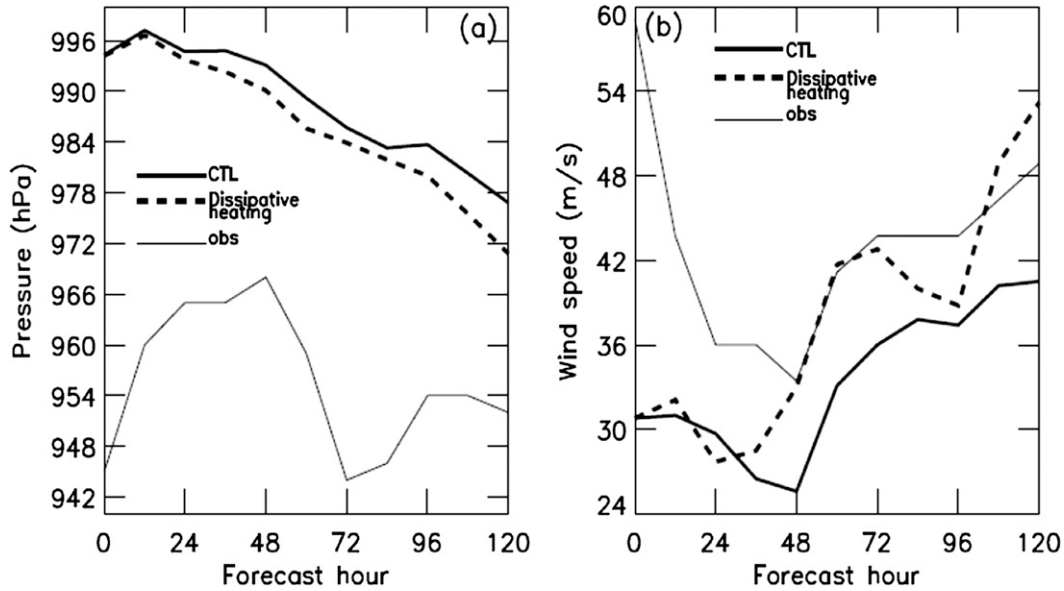 (a)
996
990
984
978
972
966
960
954
948
942
Pressure (hPa)
CTL
Dissipative
heating
obs
0 24 48 72 96 120
Forecast hour
(b)
60
54
48
42
36
30
24
Wind speed (m/s)
CTL
Dissipative
heating
obs
0 24 48 72 96 120
Forecast hour